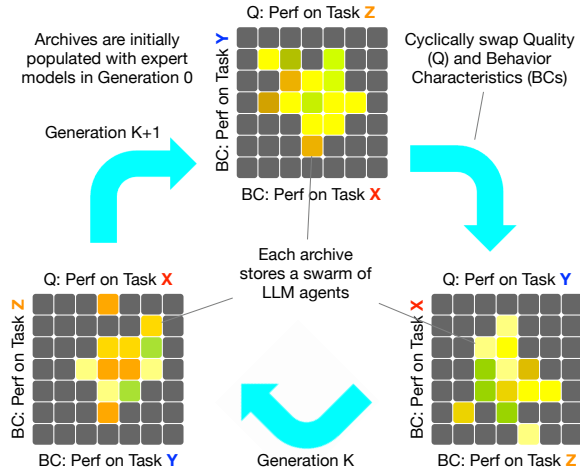 Q: Perf on Task Z
Archives are initially
populated with expert
models in Generation 0
BC: Perf on Task Y
Cyclically swap Quality
(Q) and Behavior
Characteristics (BCs)
Generation K+1
BC: Perf on Task X
Each archive
stores a swarm of
LLM agents
Q: Perf on Task X
BC: Perf on Task Z
BC: Perf on Task Y
Q: Perf on Task Y
BC: Perf on Task X
BC: Perf on Task Z
Generation K